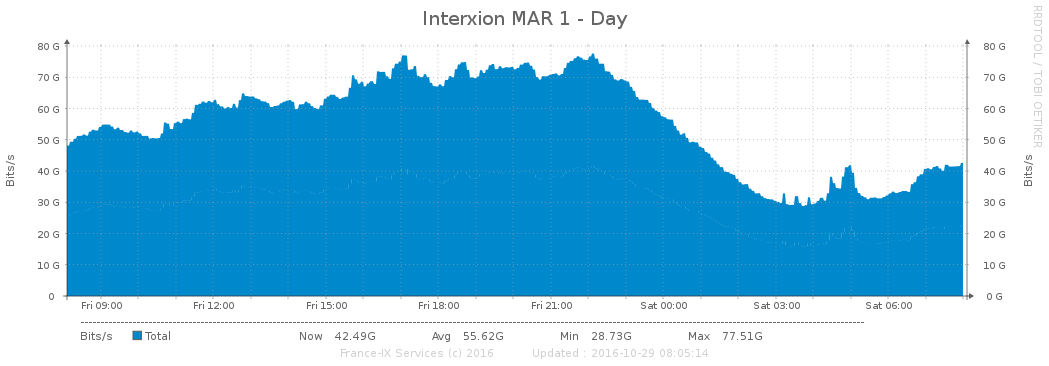 Interxion MAR 1 - Day
RRDTOOL / TOBI OETIKER
80 G 80 G
70 G 70 G
60 G 60 G
50 G 50 G
40 G 40 G
30 G 30 G
20 G 20 G
10 G 10 G
0 0 G
Bits/s
Bits/s
Fri 09:00 Fri 12:00 Fri 15:00 Fri 18:00 Fri 21:00 Sat 00:00 Sat 03:00 Sat 06:00
Bits/s Total Now 42.49G Avg 55.62G Min 28.73G Max 77.51G
France-IX Services (c) 2016 Updated : 2016-10-29 08:05:14